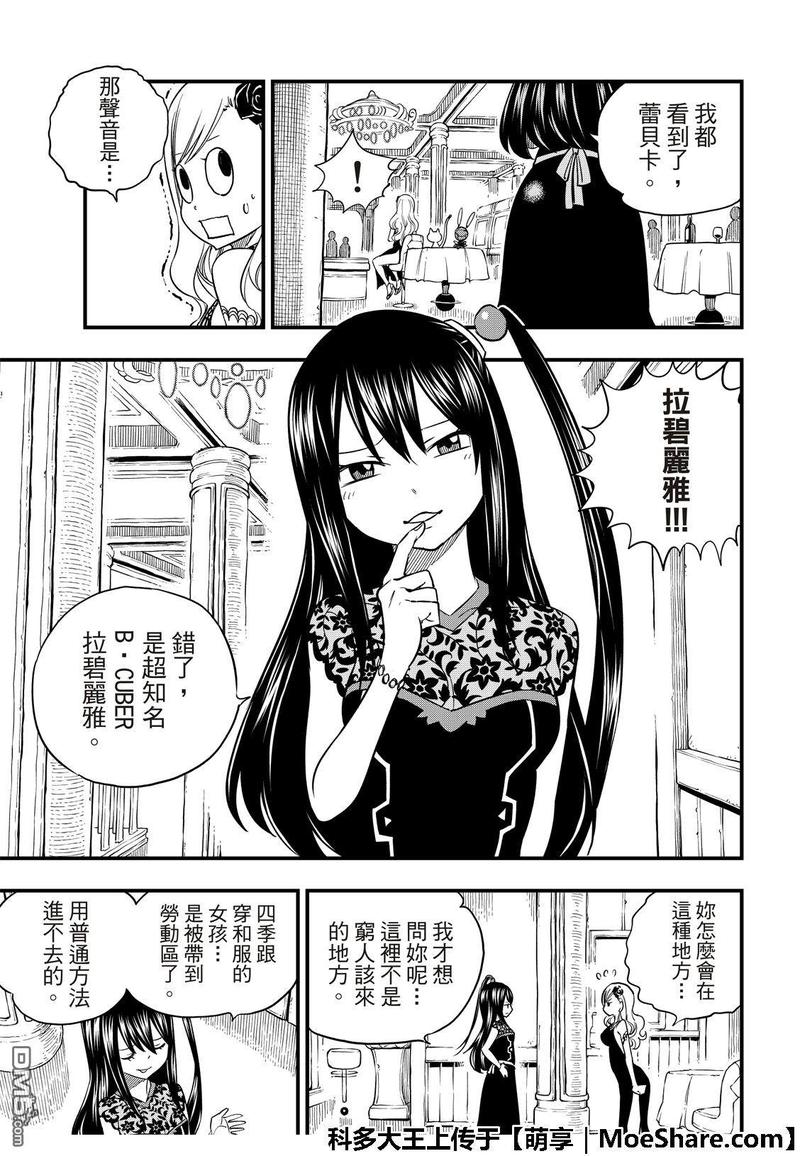 我都
看到了，
蕾貝卡。
！
那聲音是…
拉碧麗雅!!!
錯了，
是超知名
B・CUBER
拉碧麗雅。
妳怎麼會在
這種地方…
我才想
問妳呢…
這裡不是
窮人該來
的地方。
四季跟
穿和服的
女孩…
是被帶到
勞動區了。
用普通方法
進不去的。
DM5.com
科多大王上传于【萌享｜MoeShare.com】